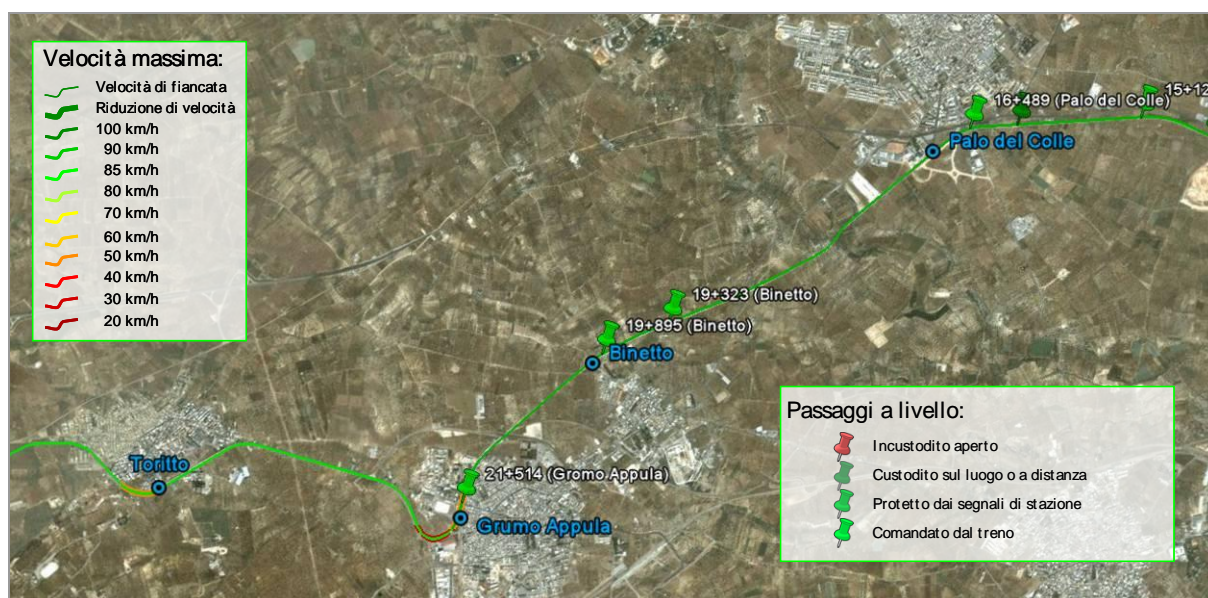 Velocità massima:
Velocità di fiancata
Riduzione di velocità
100 km/h
90 km/h
85 km/h
80 km/h
70 km/h
60 km/h
50 km/h
40 km/h
30 km/h
20 km/h
15+12
16+489 (Palo del Colle)
Palo del Colle
19+323 (Binetto)
19+895 (Binetto)
Binetto
Toritto
21+514 (Gromo Appula)
Grumo Appula
Passaggi a livello:
Incustodito aperto
Custodito sul luogo o a distanza
Protetto dai segnali di stazione
Comandato dal treno